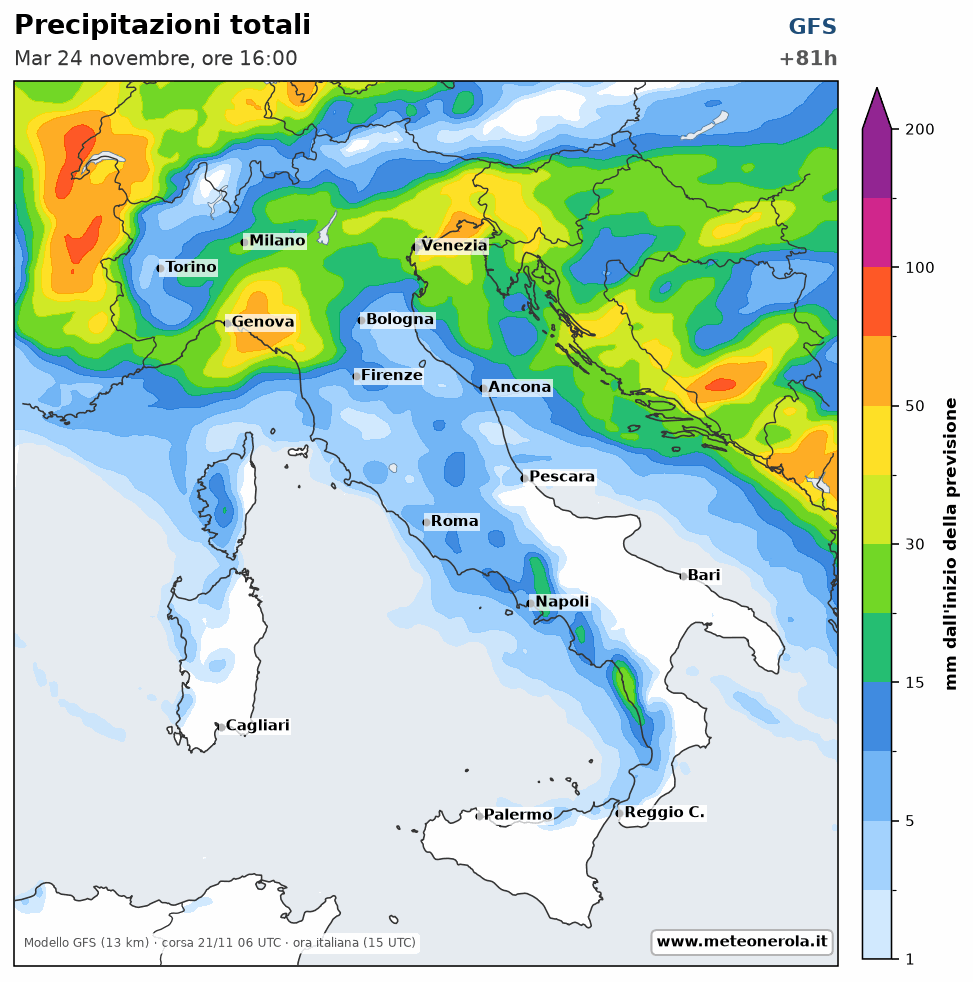 Precipitazioni totali
GFS
Mar 24 novembre, ore 16:00
+81h
200
Milano
Venezia
Torino
100
Genova
Bologna
Firenze
Ancona
50
Pescara
Roma
30
Bari
Napoli
15
Cagliari
Palermo
Reggio C.
5
1
mm dall'inizio della previsione
Modello GFS (13 km) · corsa 21/11 06 UTC · ora italiana (15 UTC)
www.meteonerola.it